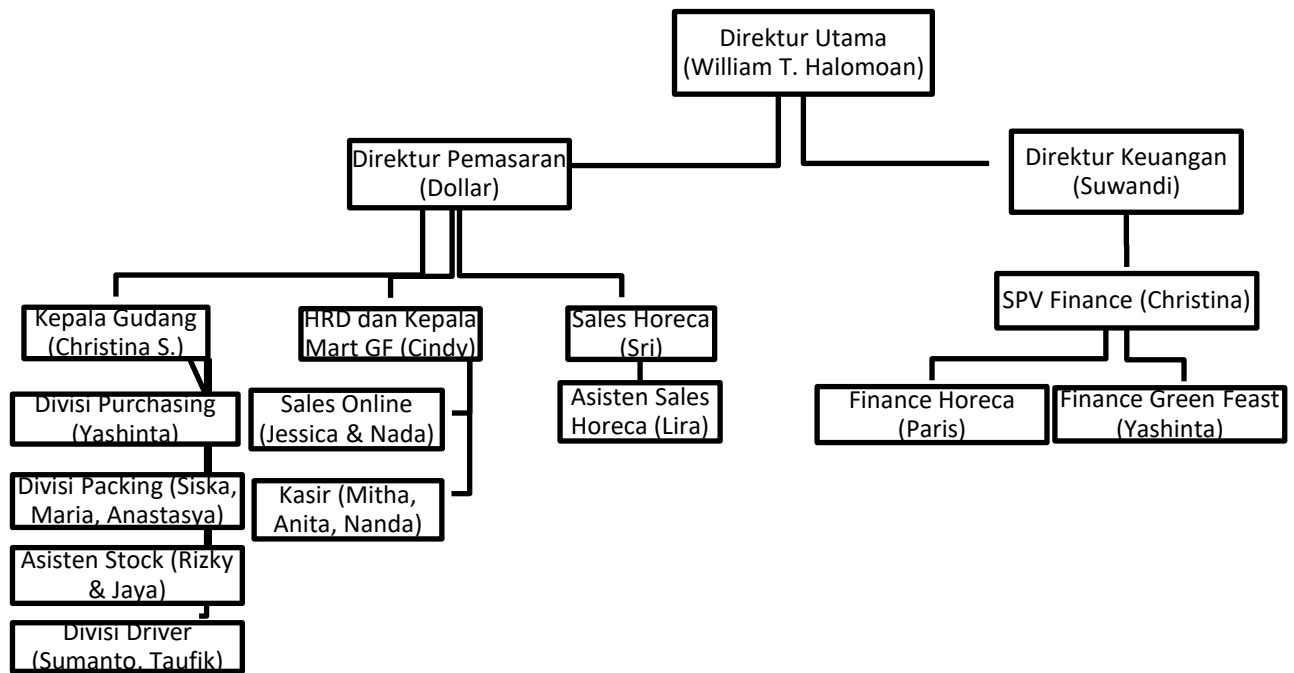 Direktur Utama
(William T. Halomoan)
Direktur Pemasaran
(Dollar)
Direktur Keuangan
(Suwandi)
Kepala Gudang
(Christina S.)
HRD dan Kepala
Mart GF (Cindy)
Sales Horeca
(Sri)
SPV Finance (Christina)
Divisi Purchasing
(Yashinta)
Sales Online
(Jessica & Nada)
Asisten Sales
Horeca (Lira)
Finance Horeca
(Paris)
Finance Green Feast
(Yashinta)
Divisi Packing (Siska,
Maria, Anastasya)
Kasir (Mitha,
Anita, Nanda)
Asisten Stock (Rizky
& Jaya)
Divisi Driver
(Sumanto, Taufik)